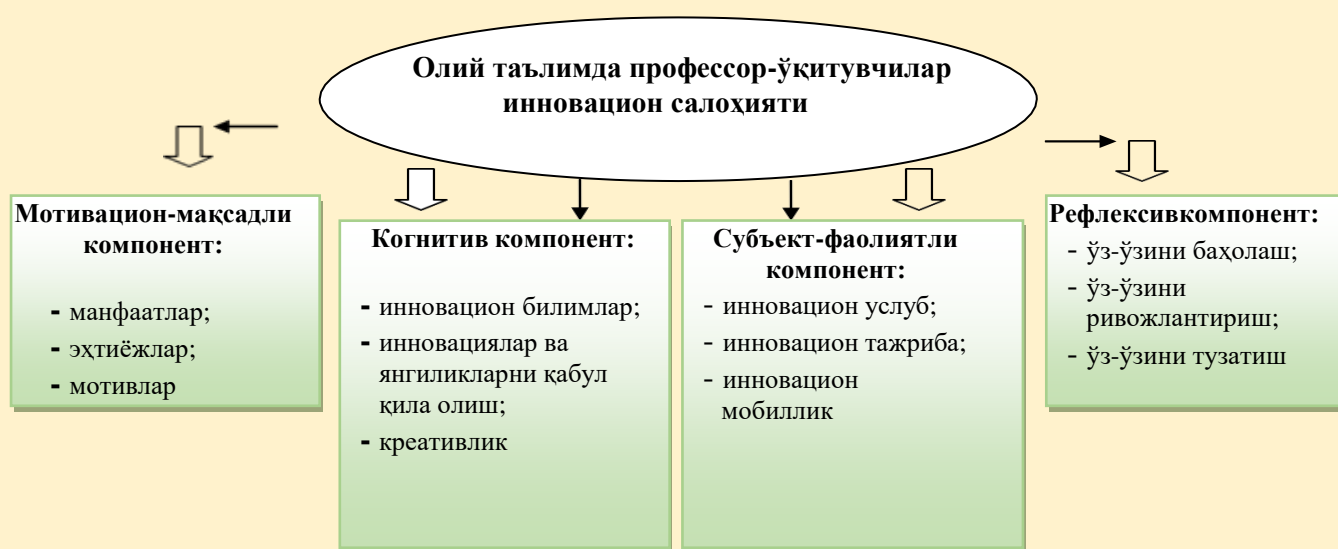 Олий таълимда профессор-ўқитувчилар
инновацион салоҳияти
Мотивацион-мақсадли
компонент:
- манфаатлар;
- эҳтиёжлар;
- мотивлар
Когнитив компонент:
- инновацион билимлар;
- инновациялар ва
янгиликларни қабул
қила олиш;
- креативлик
Субъект-фаолиятли
компонент:
- инновацион услуб;
- инновацион тажриба;
- инновацион
мобиллик
Рефлексивкомпонент:
- ўз-ўзини баҳолаш;
- ўз-ўзини
ривожлантириш;
- ўз-ўзини тузатиш